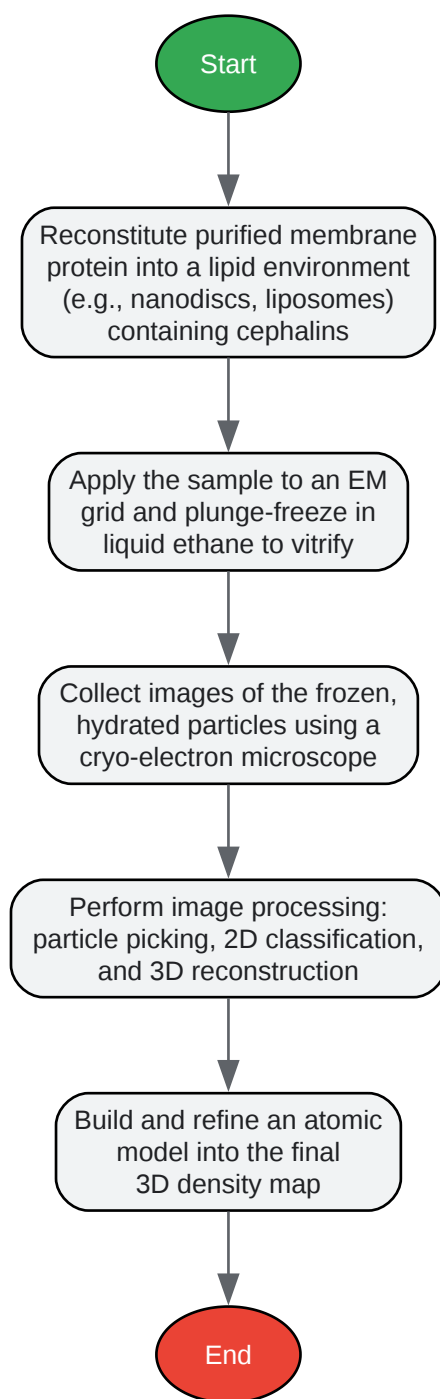 Start
Reconstitute purified membrane
protein into a lipid environment
(e.g., nanodiscs, liposomes)
containing cephalins
Apply the sample to an EM
grid and plunge-freeze in
liquid ethane to vitrify
Collect images of the frozen,
hydrated particles using a
cryo-electron microscope
Perform image processing:
particle picking, 2D classification,
and 3D reconstruction
Build and refine an atomic
model into the final
3D density map
End